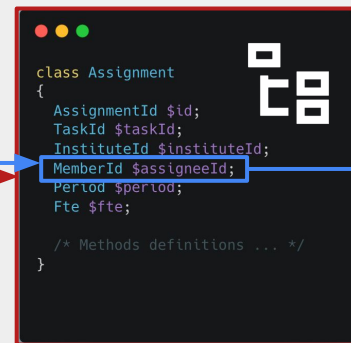 class Assignment
{
AssignmentId $id;
TaskId $taskId;
InstituteId $instituteId;
MemberId $assigneeId;
Period $period;
Fte $fte;
/* Methods definitions ... */
}